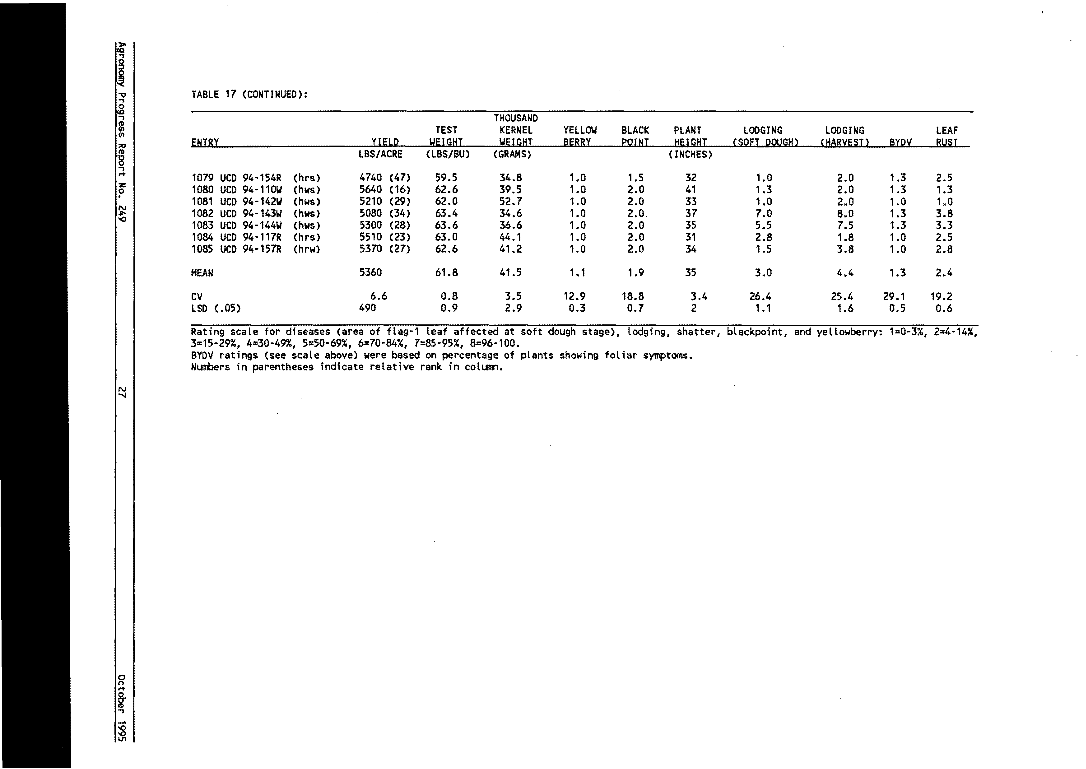 Agronomy Progress Report No. 249
27
October 1995
TABLE 17 (CONTINUED):
THOUSAND
TEST KERNEL YELLOW BLACK PLANT LODGING LODGING LEAF
ENTRY YIELD WEIGHT WEIGHT BERRY POINT HEIGHT (SOFT DOUGH) (HARVEST) BYDV RUST
LBS/ACRE (LBS/BU) (GRAMS) (INCHES)
1079 UCD 94-154R (hrs) 4740 (47) 59.5 34.8 1.0 1.5 32 1.0 2.0 1.3 2.5
1080 UCD 94-110W (hws) 5640 (16) 62.6 39.5 1.0 2.0 41 1.3 2.0 1.3 1.3
1081 UCD 94-142W (hws) 5210 (29) 62.0 52.7 1.0 2.0 33 1.0 2.0 1.0 1.0
1082 UCD 94-143W (hws) 5080 (34) 63.4 34.6 1.0 2.0 37 7.0 8.0 1.3 3.8
1083 UCD 94-144W (hws) 5300 (28) 63.6 36.6 1.0 2.0 35 5.5 7.5 1.3 3.3
1084 UCD 94-117R (hrs) 5510 (23) 63.0 44.1 1.0 2.0 31 2.8 1.8 1.0 2.5
1085 UCD 94-157R (hrw) 5370 (27) 62.6 41.2 1.0 2.0 34 1.5 3.8 1.0 2.8
MEAN 5360 61.8 41.5 1.1 1.9 35 3.0 4.4 1.3 2.4
CV 6.6 0.8 3.5 12.9 18.8 3.4 26.4 25.4 29.1 19.2
LSD (.05) 490 0.9 2.9 0.3 0.7 2 1.1 1.6 0.5 0.6
Rating scale for diseases (area of flag-1 leaf affected at soft dough stage), lodging, shatter, blackpoint, and yellowberry: 1=0-3%, 2=4-14%,
3=15-29%, 4=30-49%, 5=50-69%, 6=70-84%, 7=85-95%, 8=96-100.
BYDV ratings (see scale above) were based on percentage of plants showing foliar symptoms.
Numbers in parentheses indicate relative rank in column.